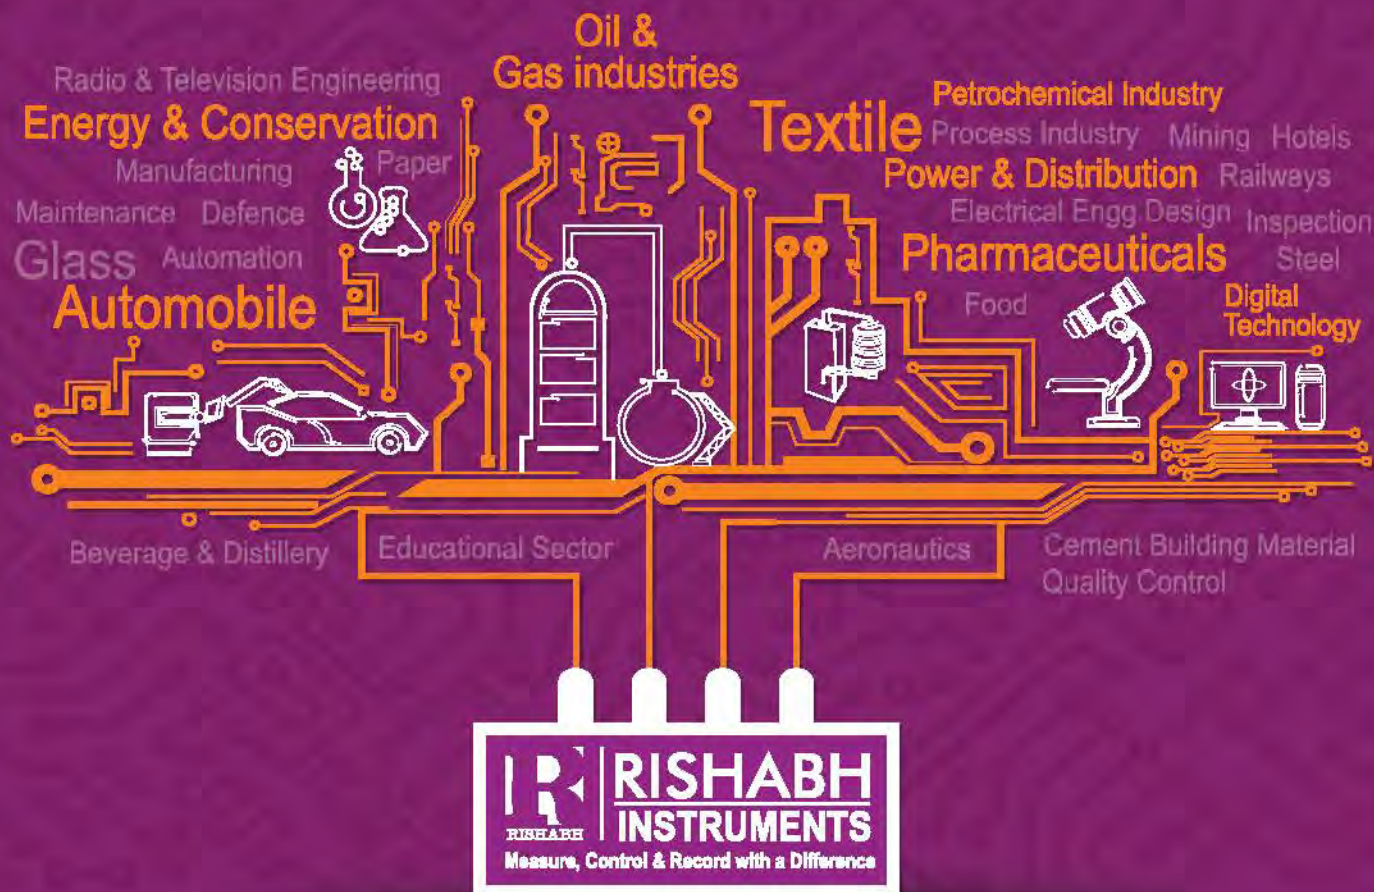 Oil &
Gas industries
Radio & Television Engineering
Energy & Conservation
Manufacturing
Paper
Maintenance
Defence
Glass
Automation
Automobile
Textile
Petrochemical Industry
Process Industry
Mining
Hotels
Power & Distribution
Railways
Electrical Engg Design
Inspection
Pharmaceuticals
Steel
Food
Digital
Technology
Beverage & Distillery
Educational Sector
Aeronautics
Cement Building Material
Quality Control
RISHABH
RISHABH
INSTRUMENTS
Measure, Control & Record with a Difference